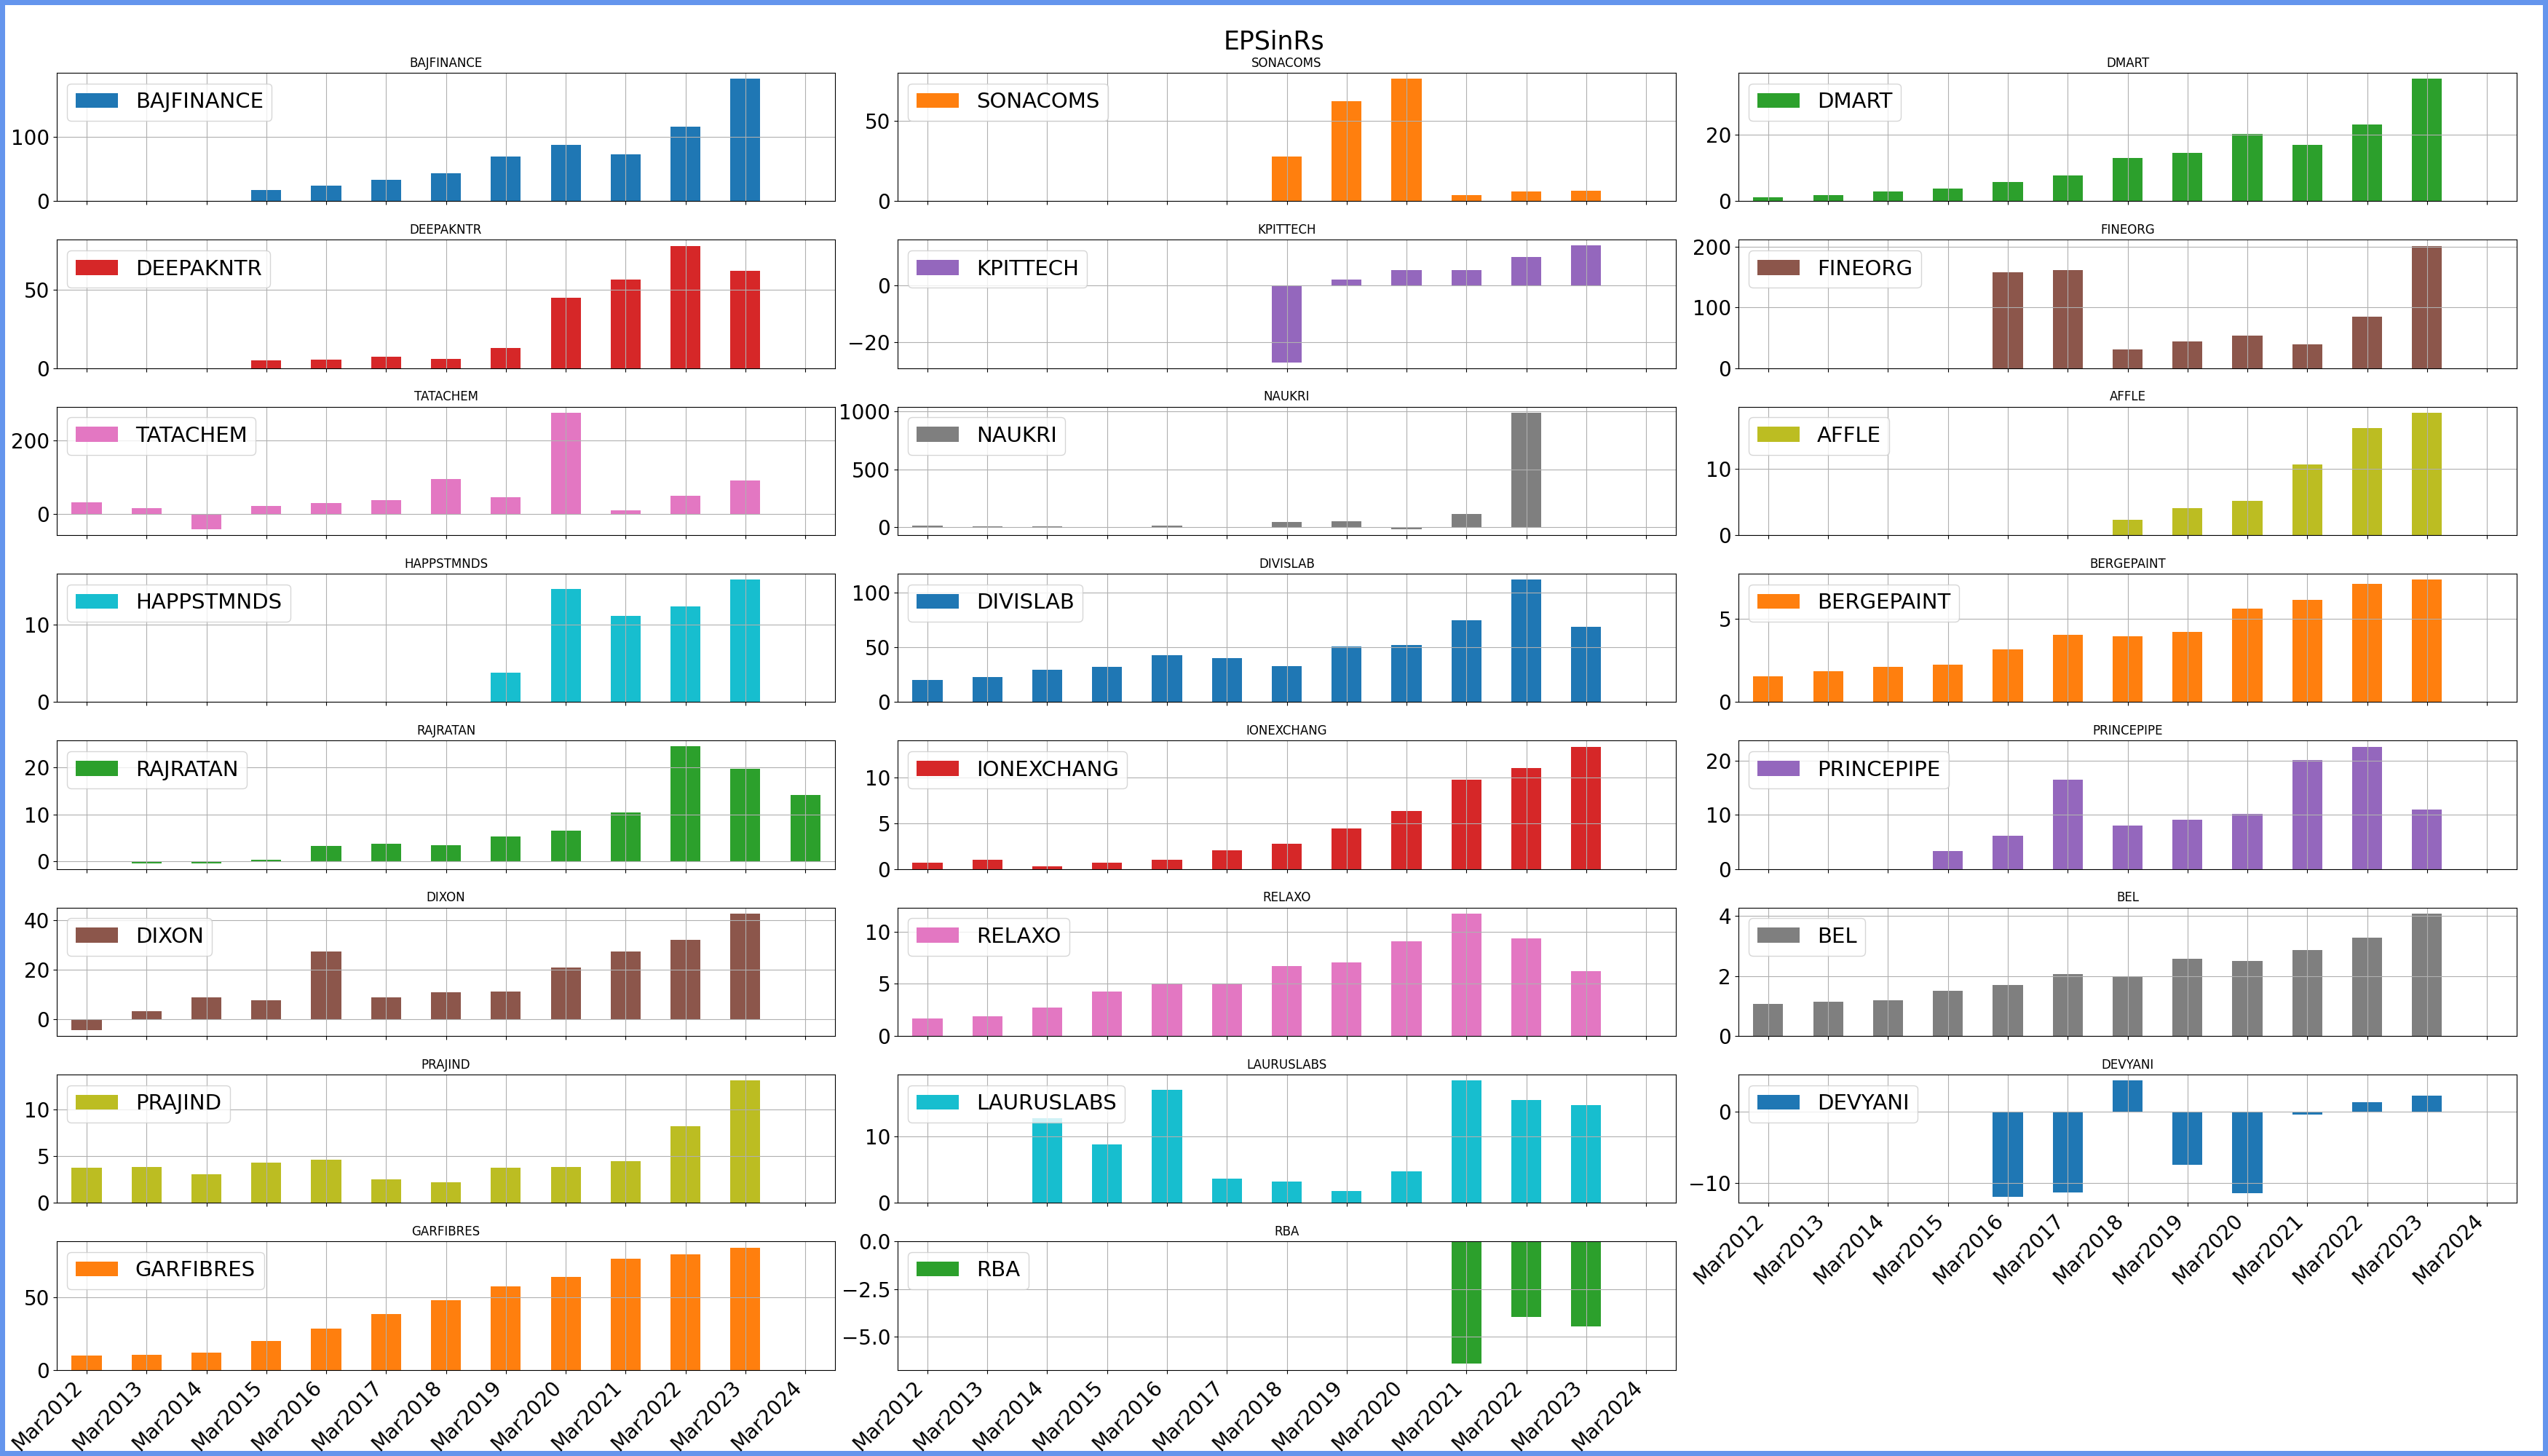 EPSinRs
BAJFINANCE
BAJFINANCE
100
0
SONACOMS
SONACOMS
50
0
DMART
DMART
20
0
DEEPAKNTR
DEEPAKNTR
50
0
KPITTECH
KPITTECH
0
−20
FINEORG
FINEORG
200
100
0
TATACHEM
TATACHEM
200
0
NAUKRI
NAUKRI
1000
500
0
AFFLE
AFFLE
10
0
HAPPSTMNDS
HAPPSTMNDS
10
0
DIVISLAB
DIVISLAB
100
50
0
BERGEPAINT
BERGEPAINT
5
0
RAJRATAN
RAJRATAN
20
10
0
IONEXCHANG
IONEXCHANG
10
5
0
PRINCEPIPE
PRINCEPIPE
20
10
0
DIXON
DIXON
40
20
0
RELAXO
RELAXO
10
5
0
BEL
BEL
4
2
0
PRAJIND
PRAJIND
10
5
0
LAURUSLABS
LAURUSLABS
10
0
DEVYANI
DEVYANI
0
−10
Mar2012
Mar2013
Mar2014
Mar2015
Mar2016
Mar2017
Mar2018
Mar2019
Mar2020
Mar2021
Mar2022
Mar2023
Mar2024
GARFIBRES
GARFIBRES
50
0
Mar2012
Mar2013
Mar2014
Mar2015
Mar2016
Mar2017
Mar2018
Mar2019
Mar2020
Mar2021
Mar2022
Mar2023
Mar2024
RBA
RBA
0.0
−2.5
−5.0
Mar2012
Mar2013
Mar2014
Mar2015
Mar2016
Mar2017
Mar2018
Mar2019
Mar2020
Mar2021
Mar2022
Mar2023
Mar2024